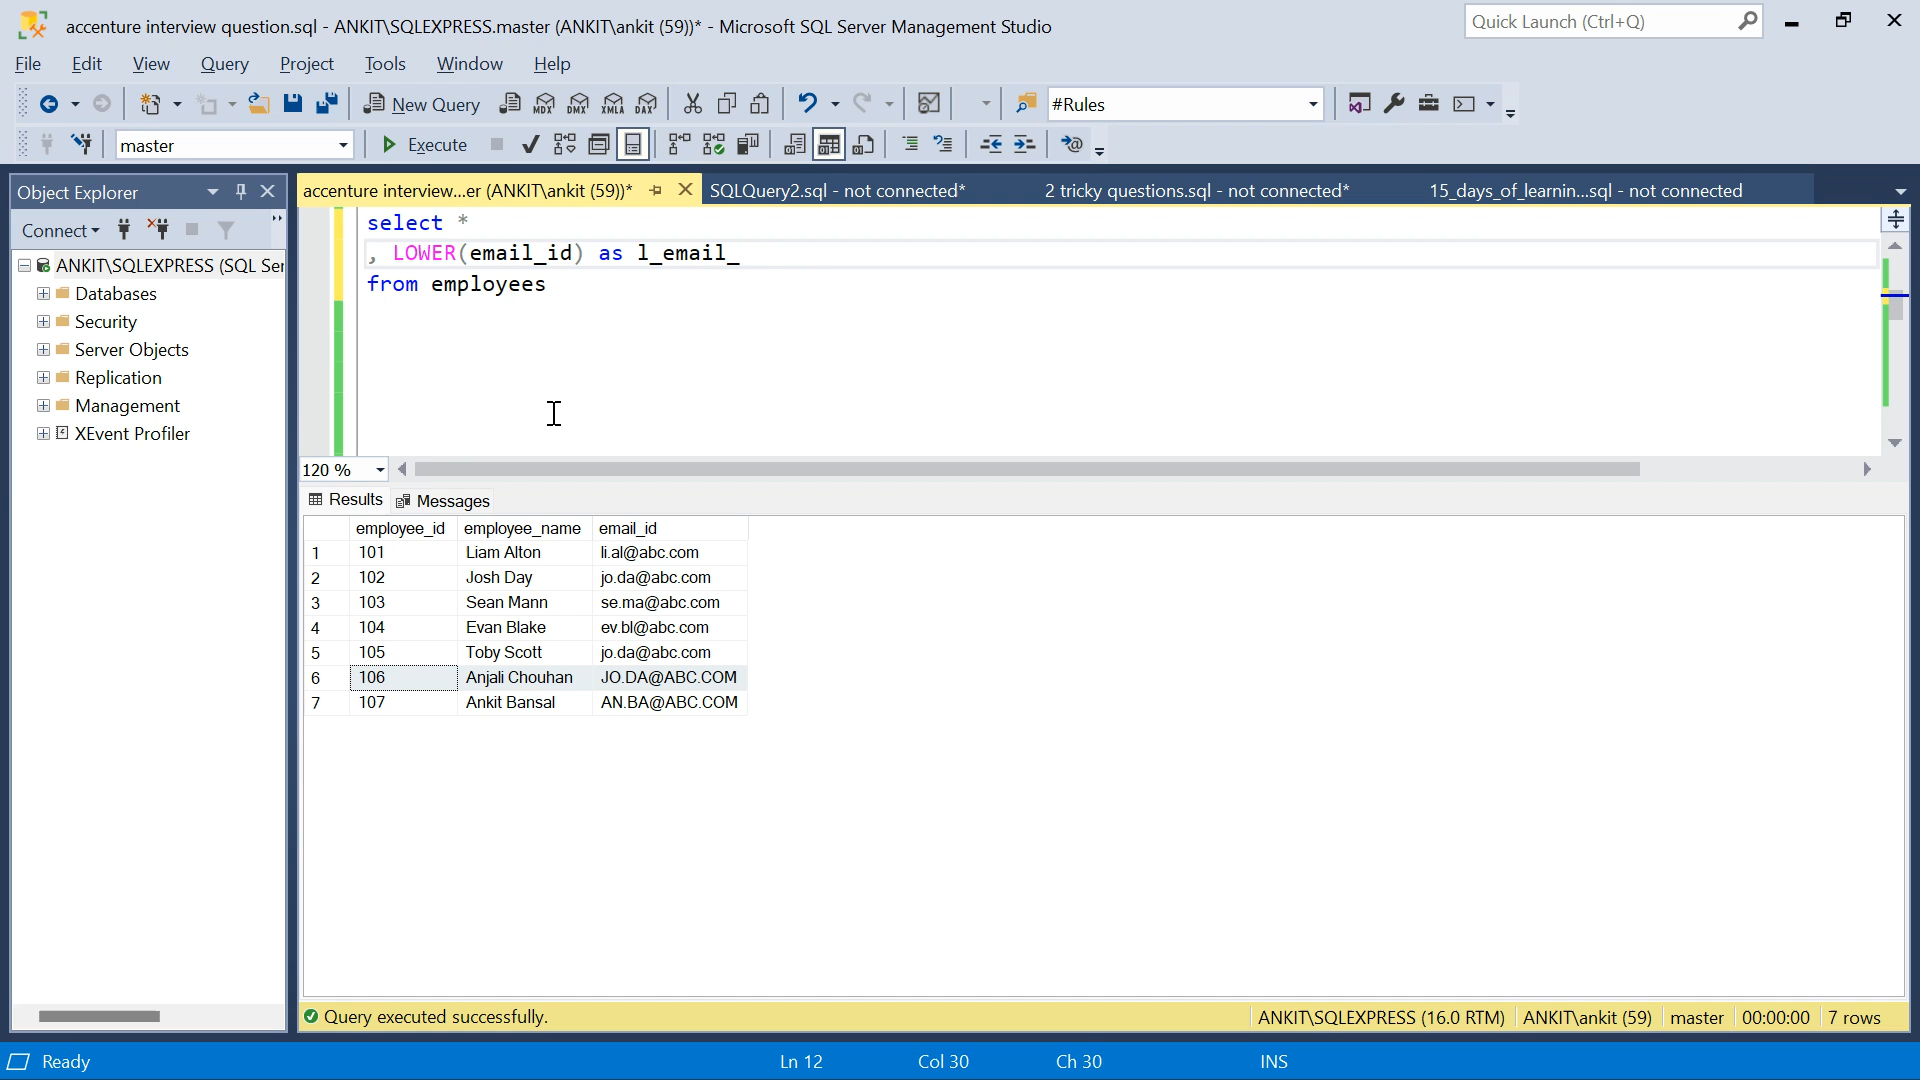 accenture interview question.sql - ANKIT\SQLEXPRESS.master (ANKIT\ankit (59))* - Microsoft SQL Server Management Studio
Quick Launch (Ctrl+Q)
File Edit View Query Project Tools Window Help
New Query MDX DMX XMLA DAX #Rules
master Execute
Object Explorer
accenture interview...er (ANKIT\ankit (59))* SQLQuery2.sql - not connected* 2 tricky questions.sql - not connected* 15_days_of_learnin...sql - not connected
Connect
ANKIT\SQLEXPRESS (SQL Ser
Databases
Security
Server Objects
Replication
Management
XEvent Profiler
select *
, LOWER(email_id) as l_email_
from employees
120 %
Results Messages
employee_id employee_name email_id
1 101 Liam Alton li.al@abc.com
2 102 Josh Day jo.da@abc.com
3 103 Sean Mann se.ma@abc.com
4 104 Evan Blake ev.bl@abc.com
5 105 Toby Scott jo.da@abc.com
6 106 Anjali Chouhan JO.DA@ABC.COM
7 107 Ankit Bansal AN.BA@ABC.COM
Query executed successfully. ANKIT\SQLEXPRESS (16.0 RTM) ANKIT\ankit (59) master 00:00:00 7 rows
Ready Ln 12 Col 30 Ch 30 INS